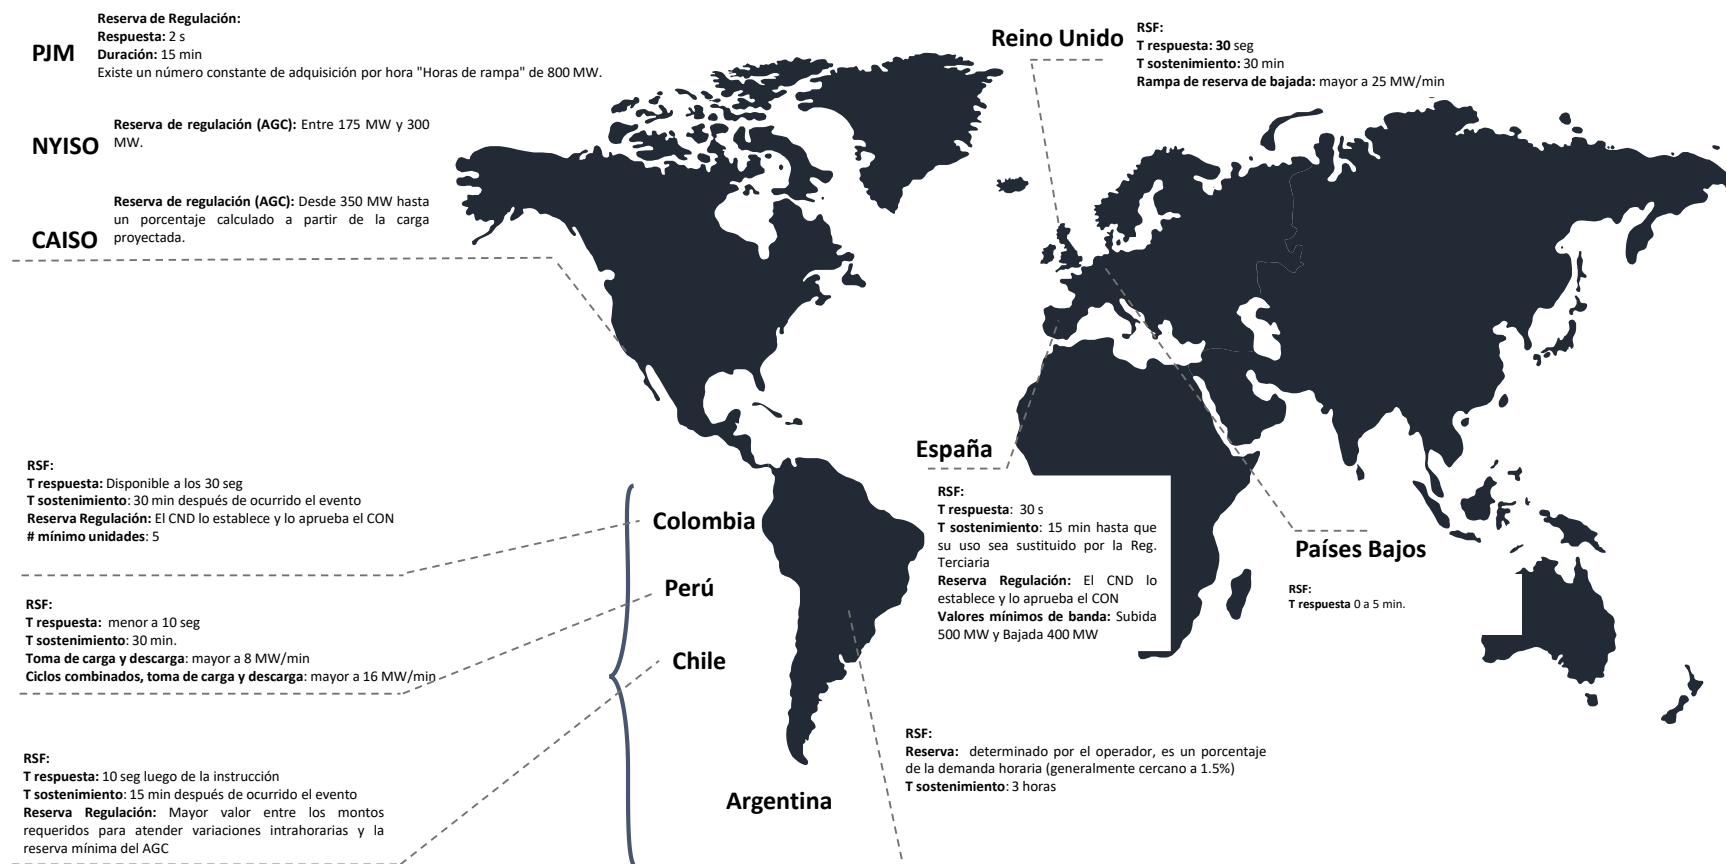 PJM
Reserva de Regulación:
Respuesta: 2 s
Duración: 15 min
Existe un número constante de adquisición por hora "Horas de rampa" de 800 MW.
NYISO
Reserva de regulación (AGC): Entre 175 MW y 300
MW.
CAISO
Reserva de regulación (AGC): Desde 350 MW hasta
un porcentaje calculado a partir de la carga
proyectada.
Reino Unido
RSF:
T respuesta: 30 seg
T sostenimiento: 30 min
Rampa de reserva de bajada: mayor a 25 MW/min
Colombia
RSF:
T respuesta: Disponible a los 30 seg
T sostenimiento: 30 min después de ocurrido el evento
Reserva Regulación: El CND lo establece y lo aprueba el CON
# mínimo unidades: 5
Perú
RSF:
T respuesta: menor a 10 seg
T sostenimiento: 30 min.
Toma de carga y descarga: mayor a 8 MW/min
Ciclos combinados, toma de carga y descarga: mayor a 16 MW/min
Chile
RSF:
T respuesta: 10 seg luego de la instrucción
T sostenimiento: 15 min después de ocurrido el evento
Reserva Regulación: Mayor valor entre los montos
requeridos para atender variaciones intrahorarias y la
reserva mínima del AGC
España
RSF:
T respuesta: 30 s
T sostenimiento: 15 min hasta que
su uso sea sustituido por la Reg.
Terciaria
Reserva Regulación: El CND lo
establece y lo aprueba el CON
Valores mínimos de banda: Subida
500 MW y Bajada 400 MW
Países Bajos
RSF:
T respuesta 0 a 5 min.
Argentina
RSF:
Reserva: determinado por el operador, es un porcentaje
de la demanda horaria (generalmente cercano a 1.5%)
T sostenimiento: 3 horas